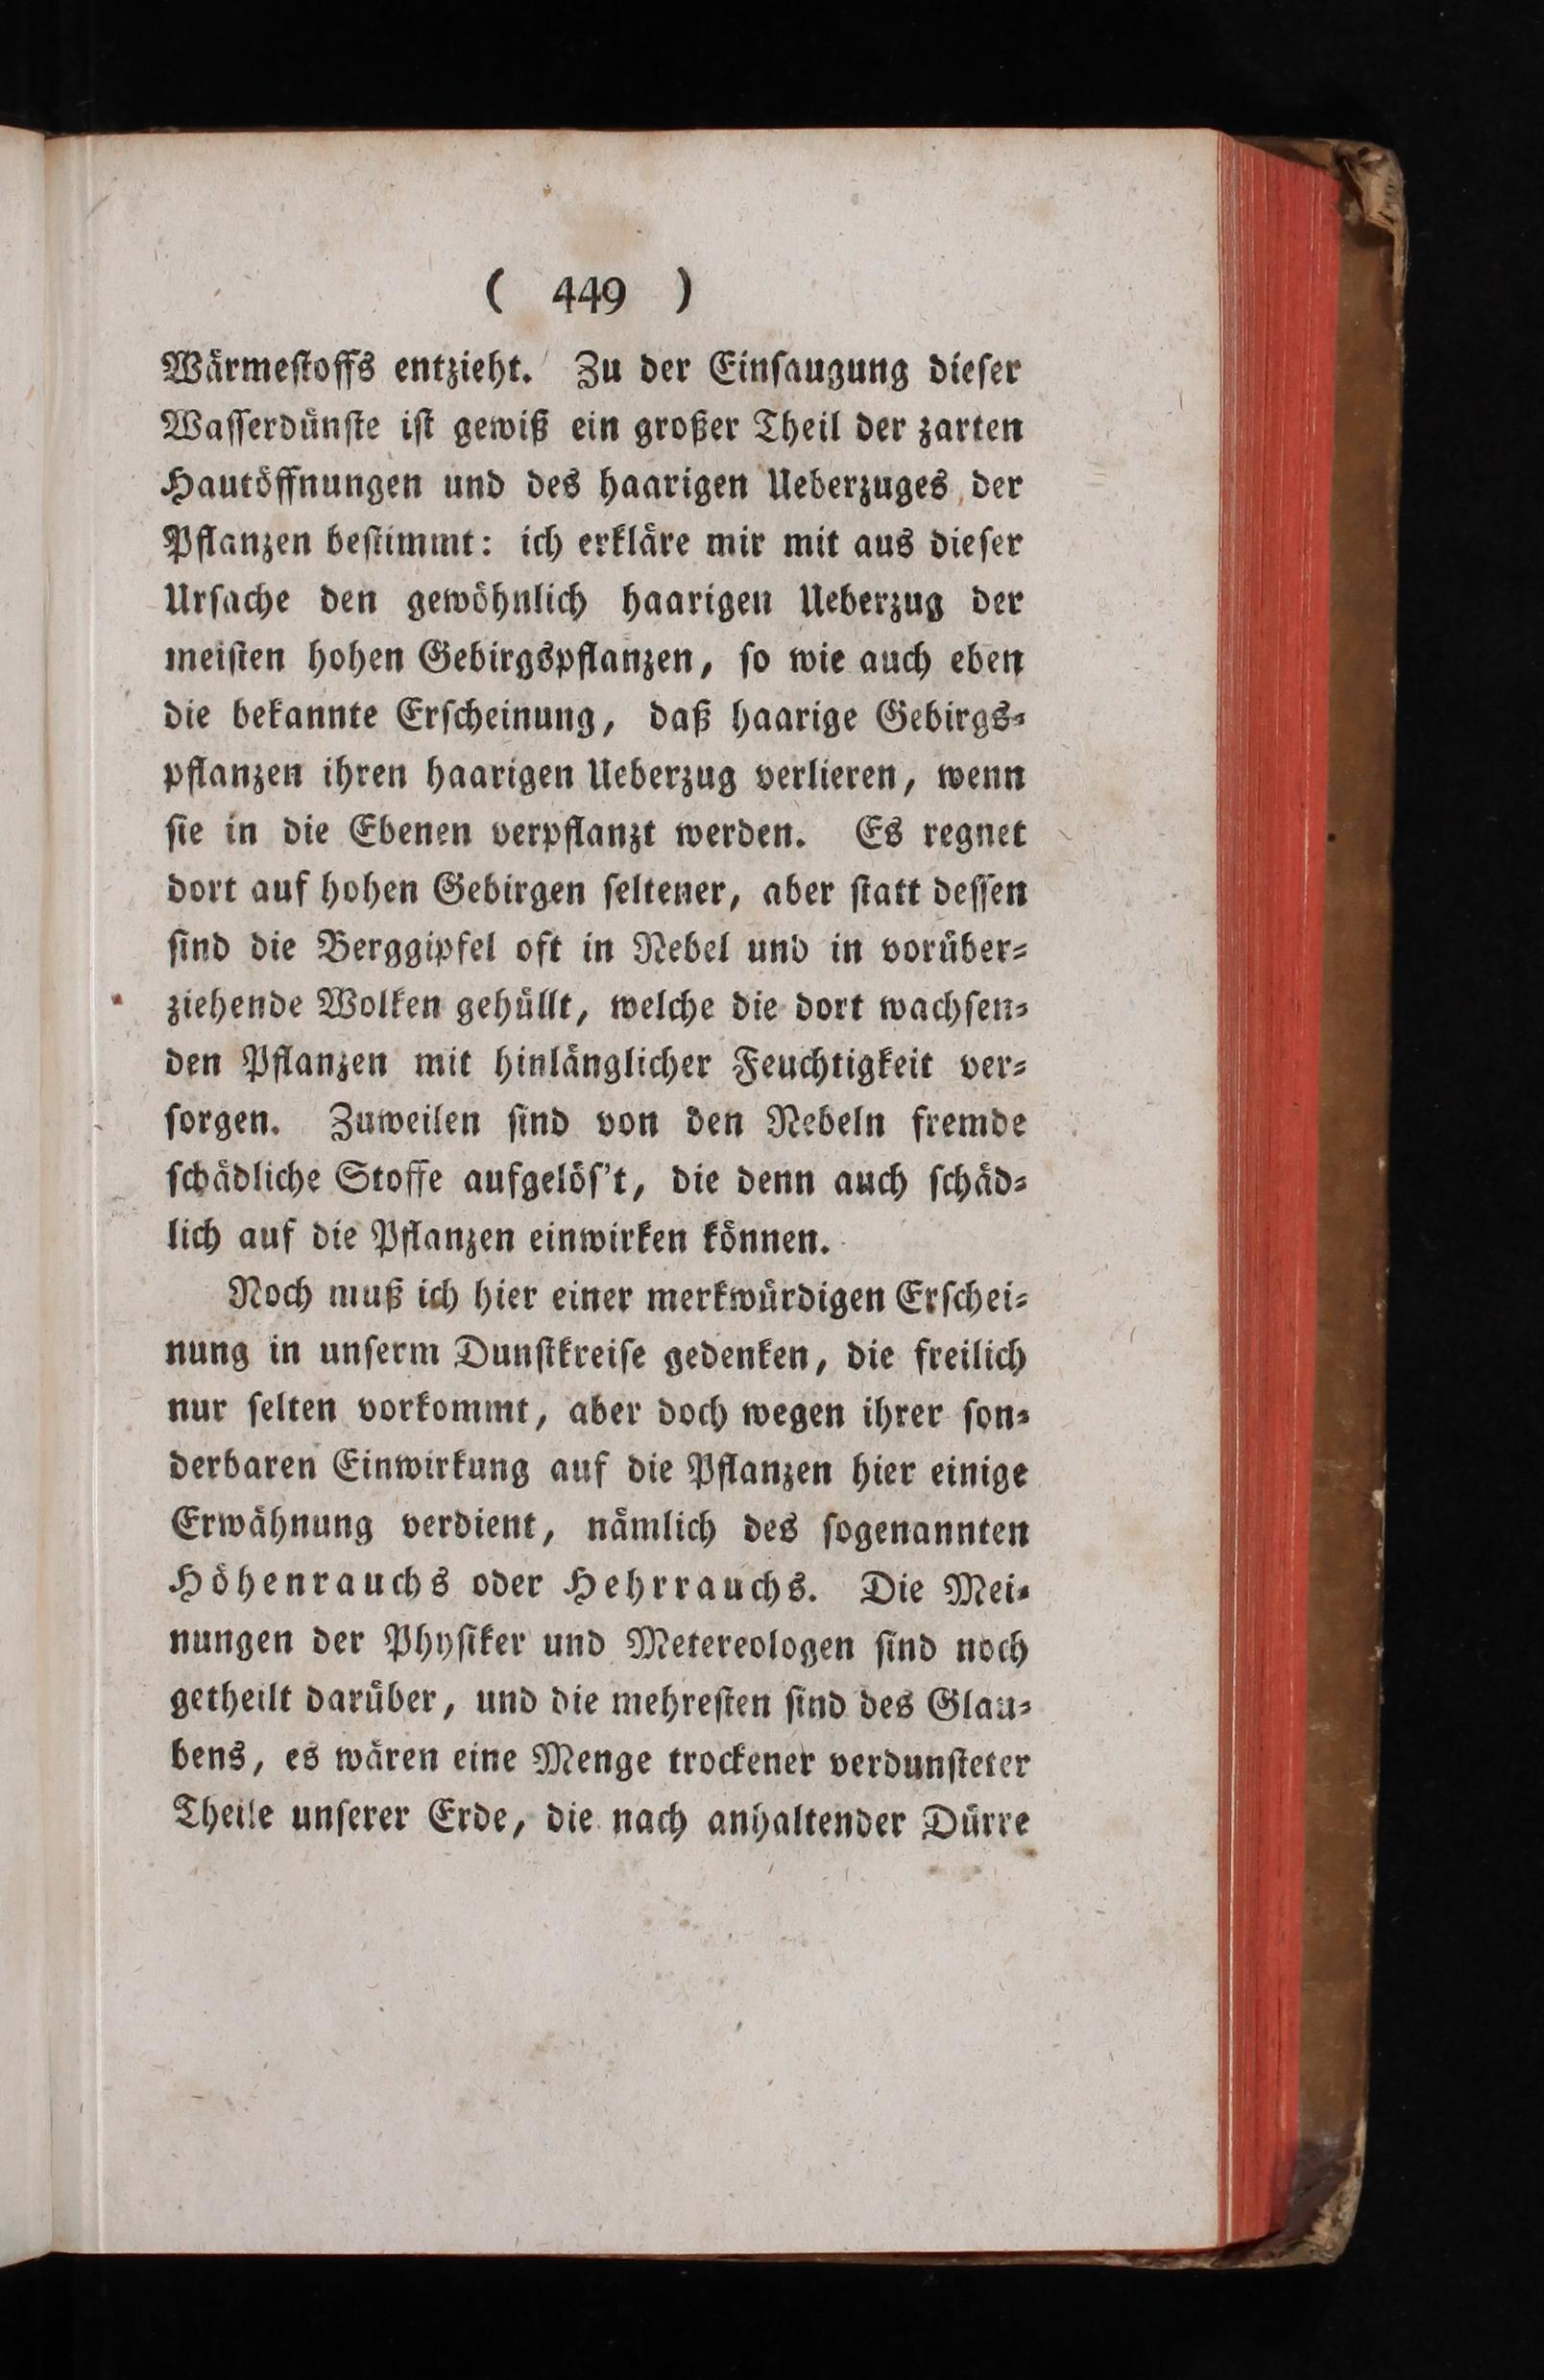 ( 449 )
Wärmeſtoffs entzieht. Zu der Einſaugung dieſer
Waſſerdünſte iſt gewiß ein großer Theil der zarten
Hautöffnungen und des haarigen Ueberzuges der
Pflanzen beſtimmt: ich erkläre mir mit aus dieſer
Urſache den gewöhnlich haarigen Ueberzug der
meiſten hohen Gebirgspflanzen, ſo wie auch eben
die bekannte Erſcheinung, daß haarige Gebirgs⸗
pflanzen ihren haarigen Ueberzug verlieren, wenn
ſie in die Ebenen verpflanzt werden. Es regnet
dort auf hohen Gebirgen ſeltener, aber ſtatt deſſen
ſind die Berggipfel oft in Nebel und in vorüber⸗
ziehende Wolken gehüllt, welche die dort wachſen⸗
den Pflanzen mit hinlänglicher Feuchtigkeit ver⸗
ſorgen. Zuweilen ſind von den Nebeln fremde
ſchädliche Stoffe aufgelöſ't, die denn auch ſchäd⸗
lich auf die Pflanzen einwirken können.
Noch muß ich hier einer merkwürdigen Erſchei⸗
nung in unſerm Dunſtkreiſe gedenken, die freilich
nur ſelten vorkommt, aber doch wegen ihrer ſon⸗
derbaren Einwirkung auf die Pflanzen hier einige
Erwähnung verdient, nämlich des ſogenannten
Höhenrauchs oder Hehrrauchs. Die Mei⸗
nungen der Phyſiker und Metereologen ſind noch
getheilt darüber, und die mehreſten ſind des Glau⸗
bens, es wären eine Menge trockener verdunſteter
Theile unſerer Erde, die nach anhaltender Dürre